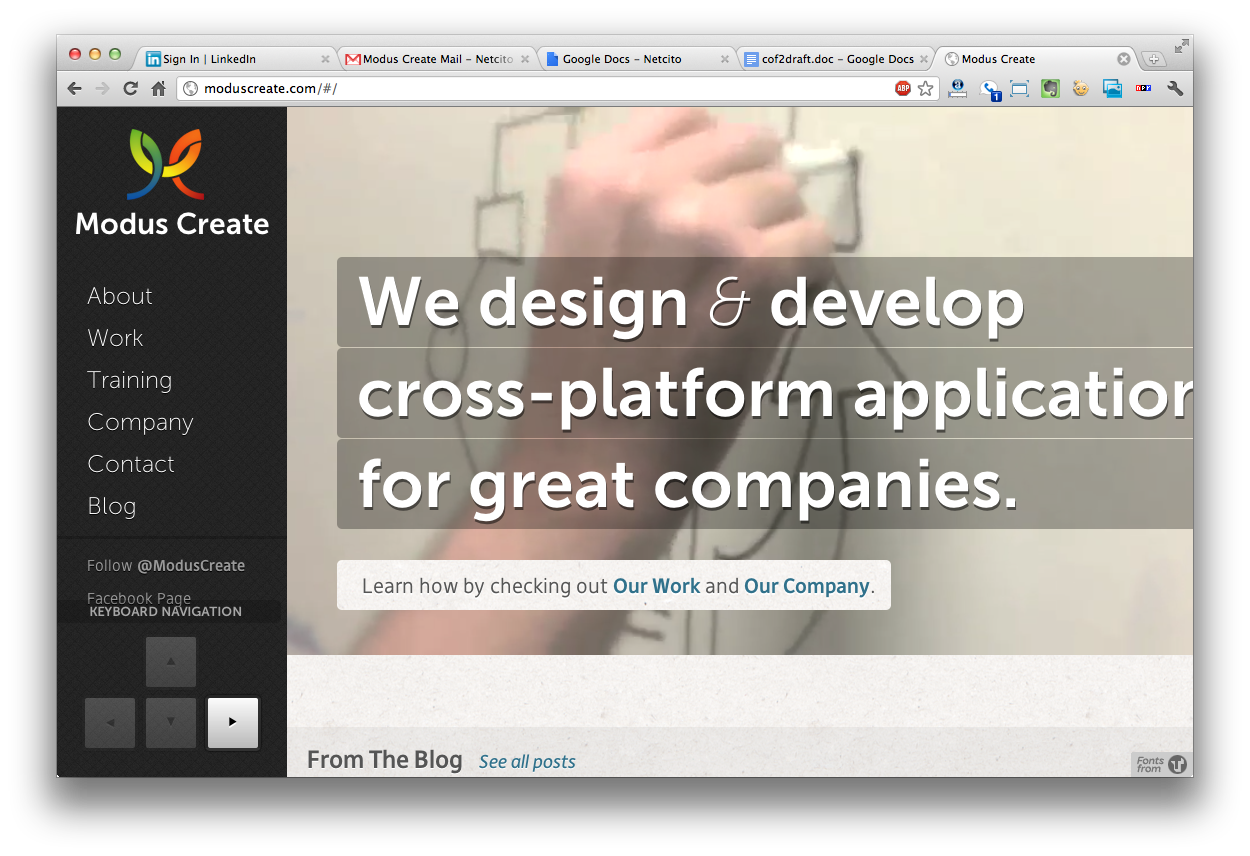 Sign In | LinkedIn
Modus Create Mail – Netcito
Google Docs – Netcito
cof2draft.doc – Google Docs
Modus Create
moduscreate.com/#/
ABP
a
1
Modus Create
About
Work
Training
Company
Contact
Blog
Follow @ModusCreate
Facebook Page
KEYBOARD NAVIGATION
We design & develop
cross-platform application
for great companies.
Learn how by checking out Our Work and Our Company.
From The Blog See all posts
Fonts
from